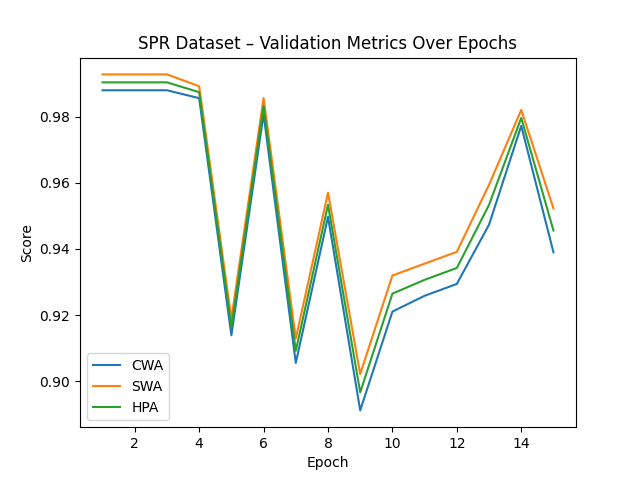 SPR Dataset – Validation Metrics Over Epochs
Score
0.98
0.96
0.94
0.92
0.90
CWA
SWA
HPA
2 4 6 8 10 12 14
Epoch